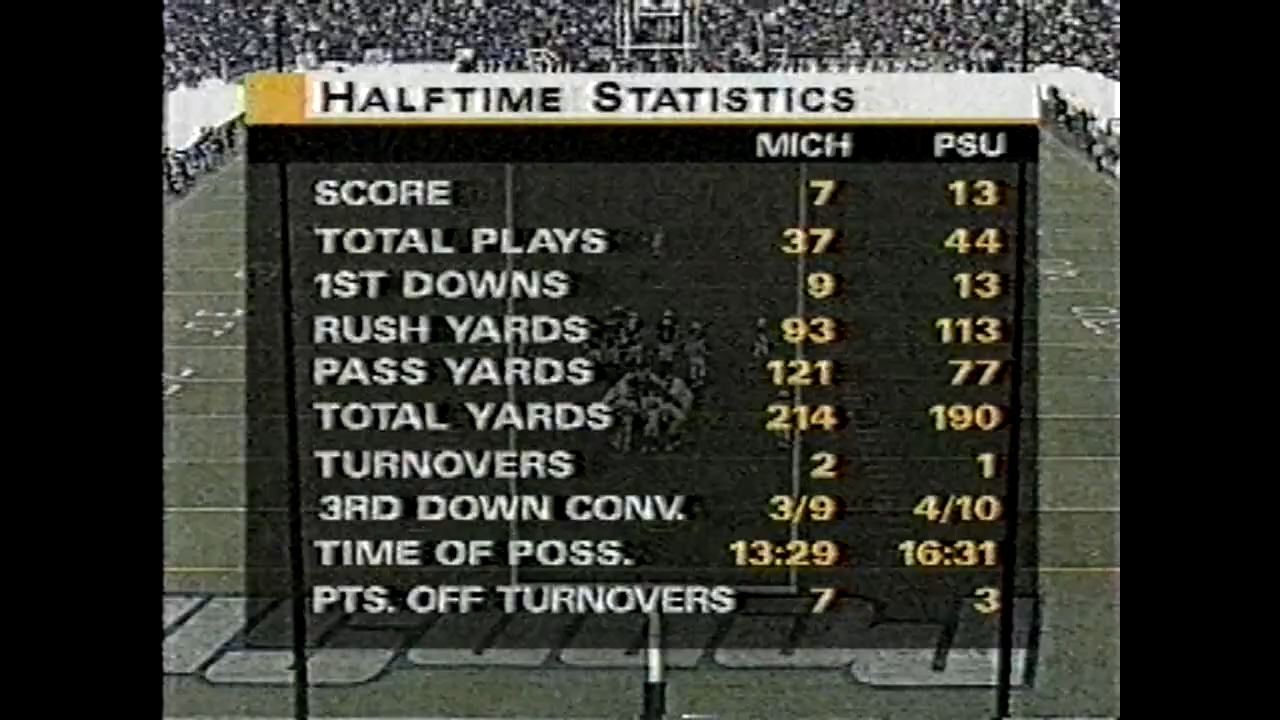 HALFTIME STATISTICS
MICH PSU
SCORE 7 13
TOTAL PLAYS 37 44
1ST DOWNS 9 13
RUSH YARDS 93 113
PASS YARDS 121 77
TOTAL YARDS 214 190
TURNOVERS 2 1
3RD DOWN CONV. 3/9 4/10
TIME OF POSS. 13:29 16:31
PTS. OFF TURNOVERS 7 3